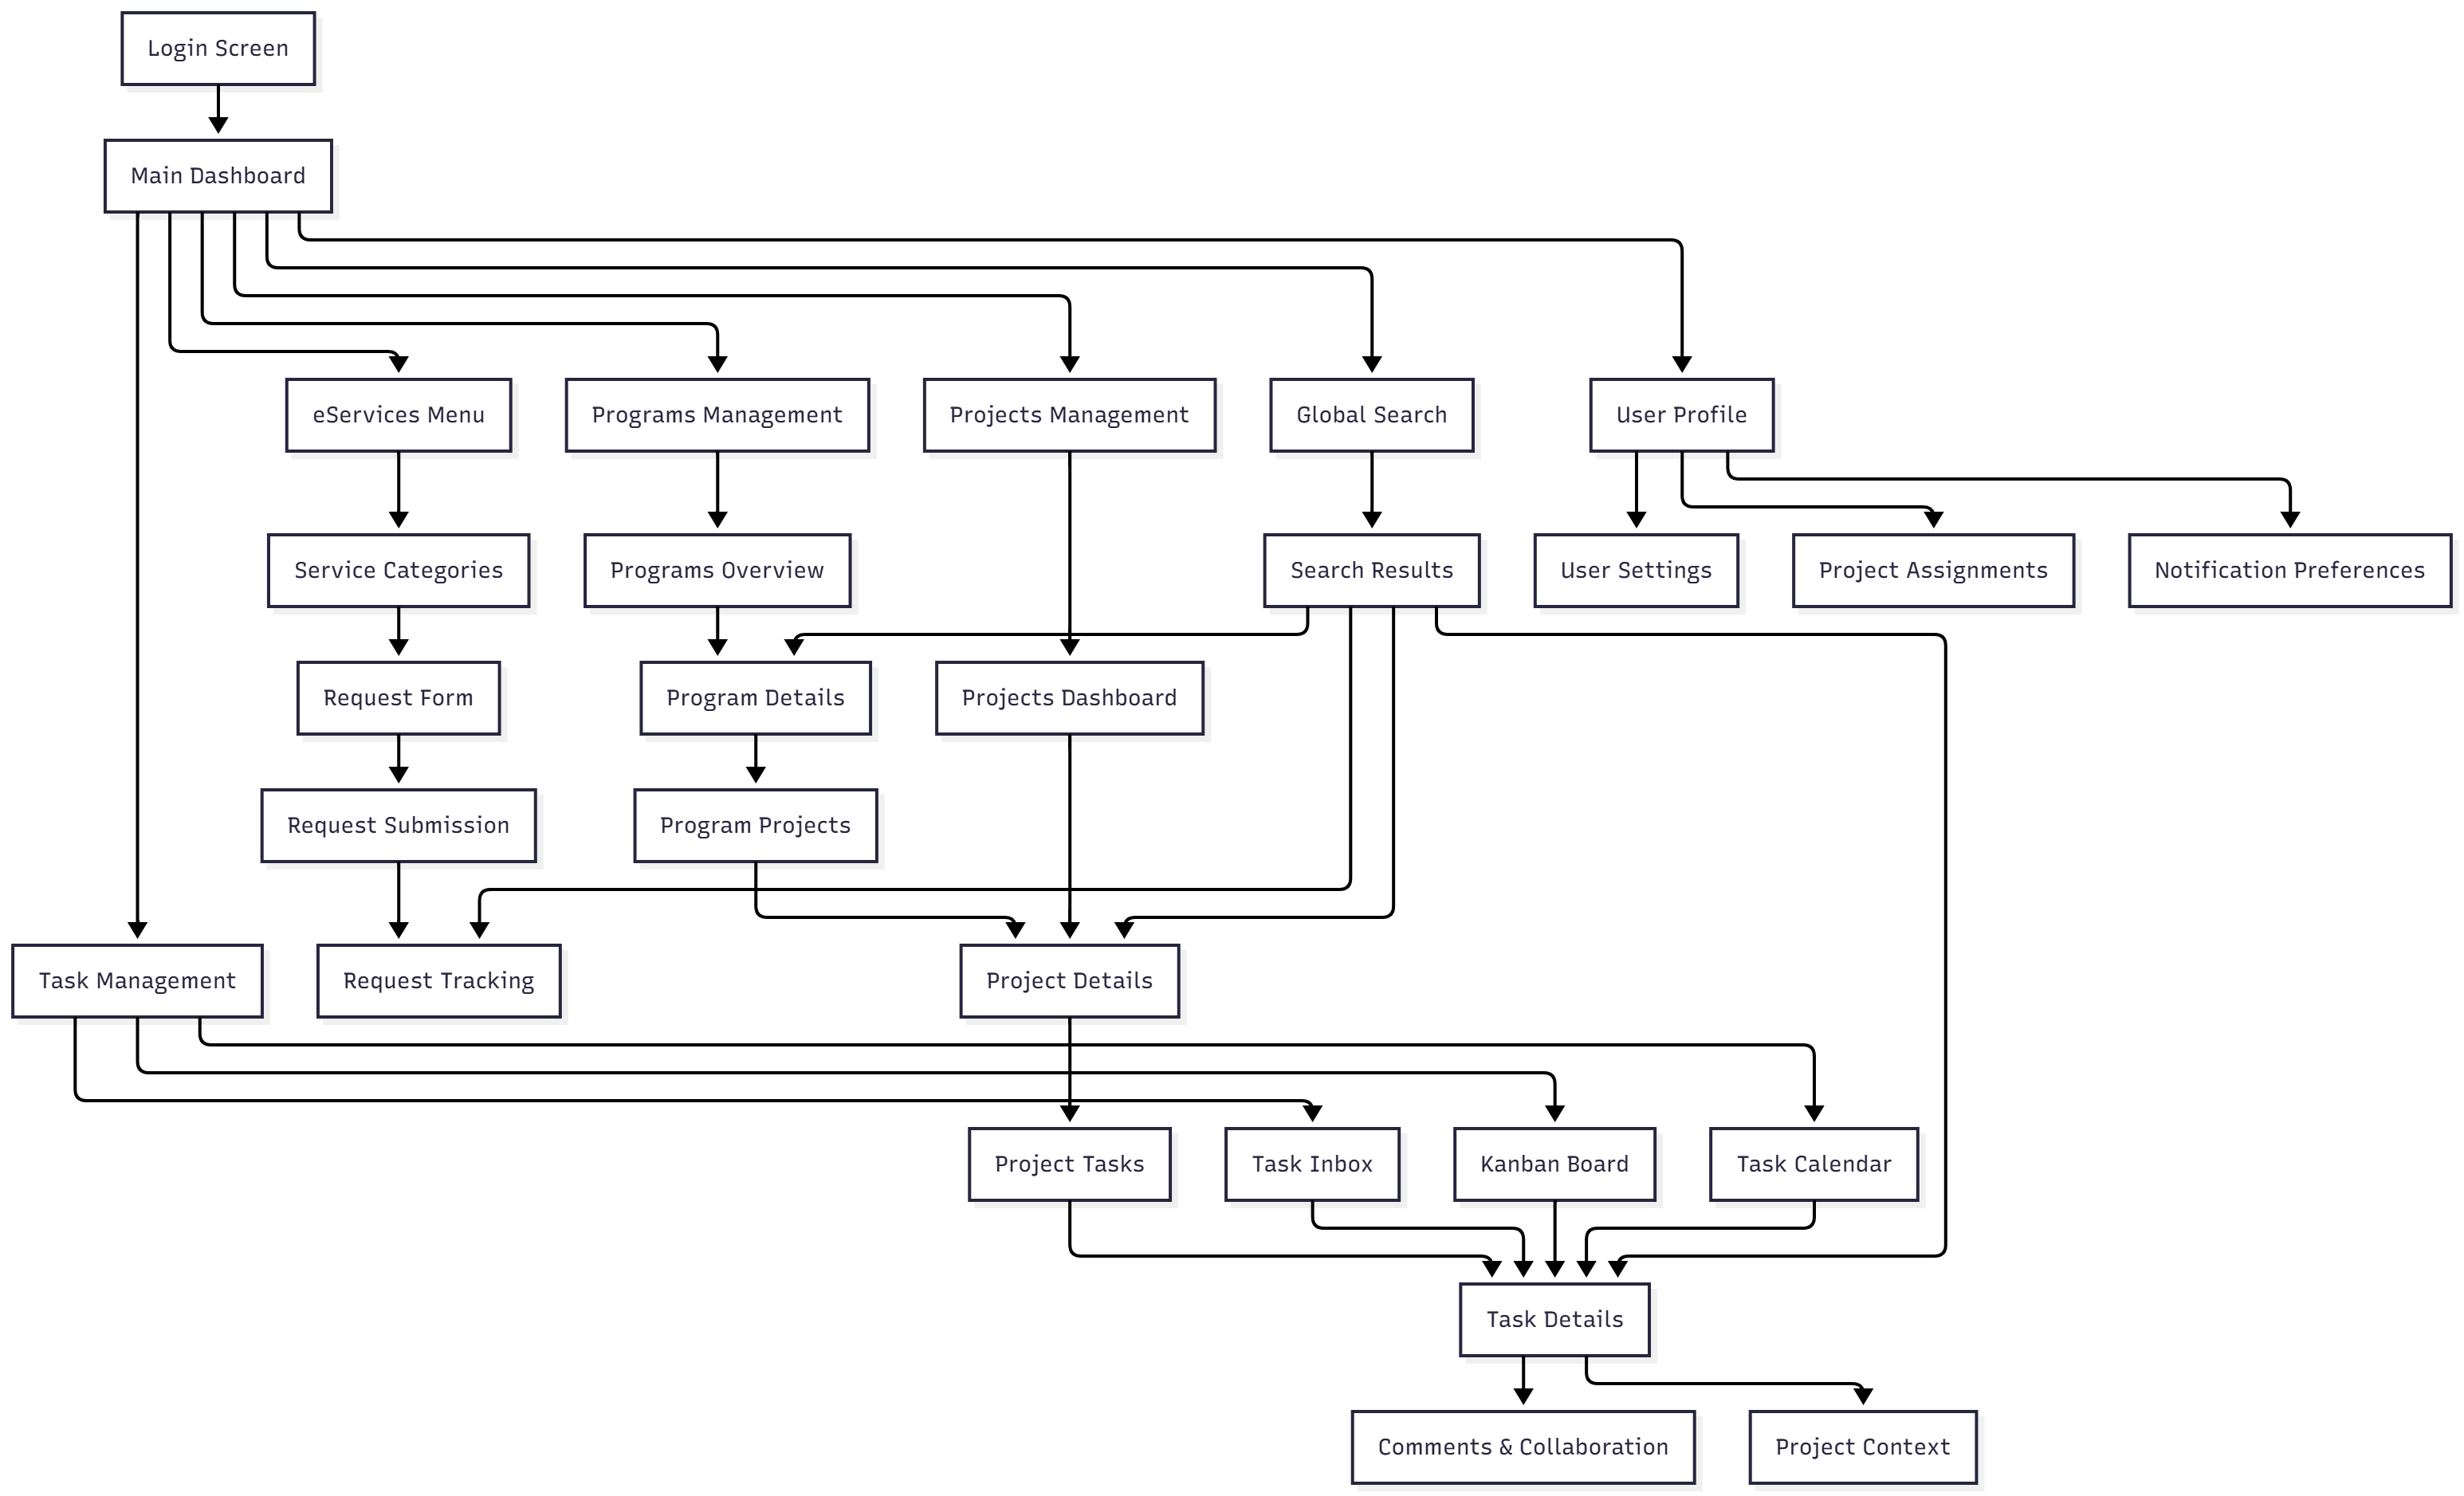 Login Screen
Main Dashboard
eServices Menu
Programs Management
Projects Management
Global Search
User Profile
Service Categories
Programs Overview
Search Results
User Settings
Project Assignments
Notification Preferences
Request Form
Program Details
Projects Dashboard
Request Submission
Program Projects
Task Management
Request Tracking
Project Details
Project Tasks
Task Inbox
Kanban Board
Task Calendar
Task Details
Comments & Collaboration
Project Context